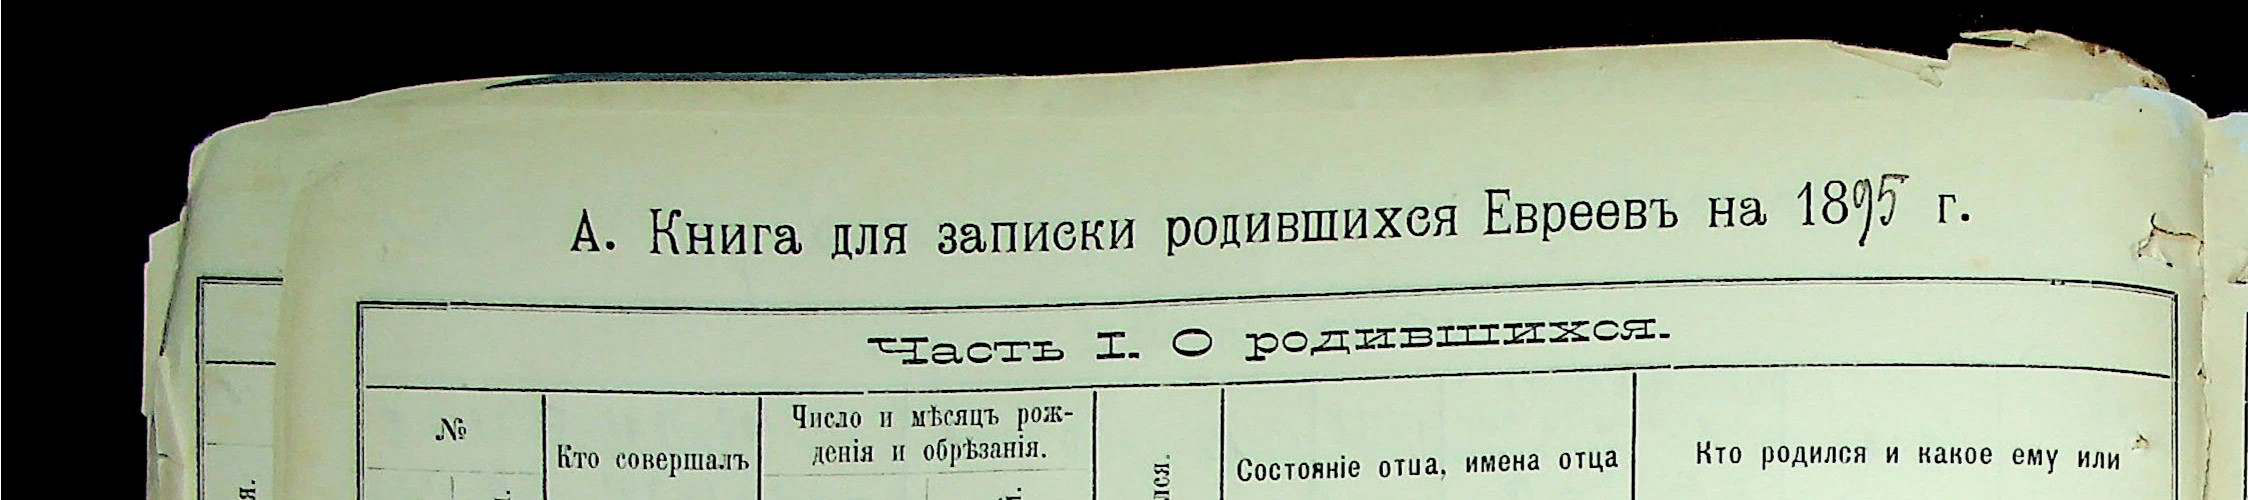 А. Книга для записки родившихся Евреевъ на 1895 г.
Часть I. О родившихся.
№
Кто совершалъ
Число и мѣсяцъ рож-
денія и обрѣзанія.
Состояніе отца, имена отца
Кто родился и какое ему или